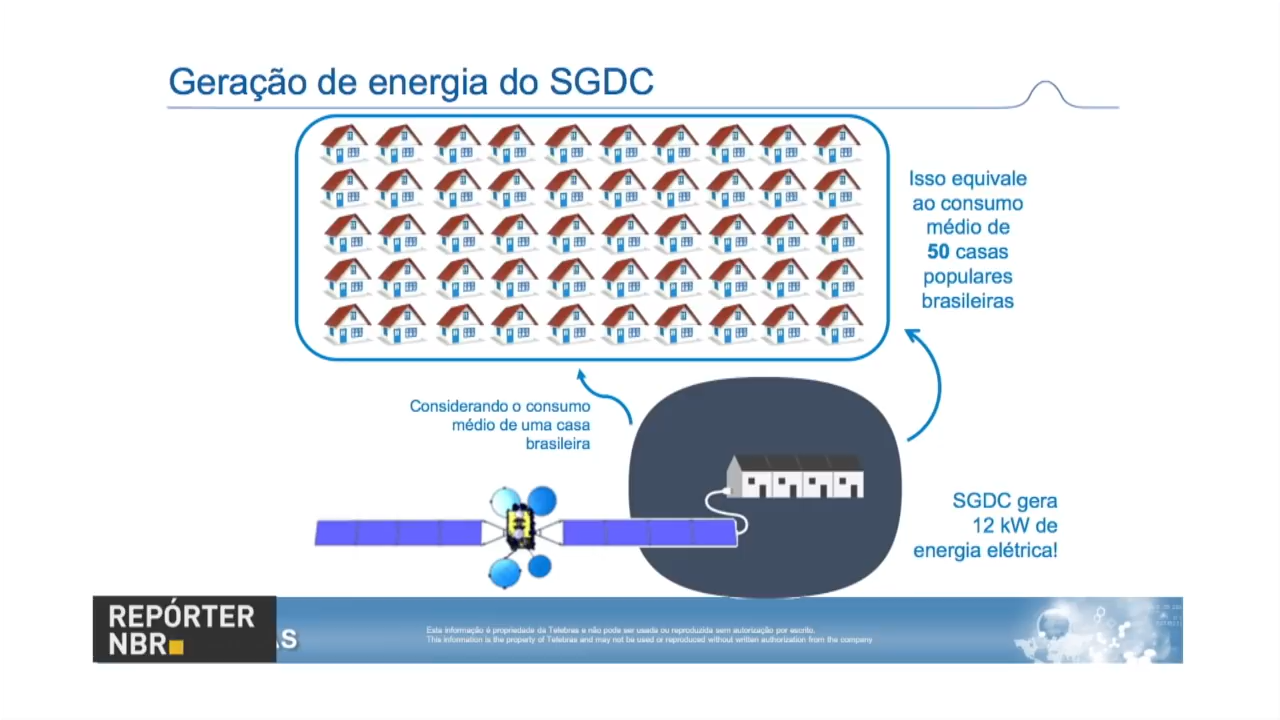 Geração de energia do SGDC
Isso equivale
ao consumo
médio de
50 casas
populares
brasileiras
Considerando o consumo
médio de uma casa
brasileira
SGDC gera
12 kW de
energia elétrica!
REPÓRTER
NBR
AS
Esta informação é propriedade da Telebras e não pode ser usada ou reproduzida sem autorização por escrito.
This information is the property of Telebras and may not be used or reproduced without written authorization from the company